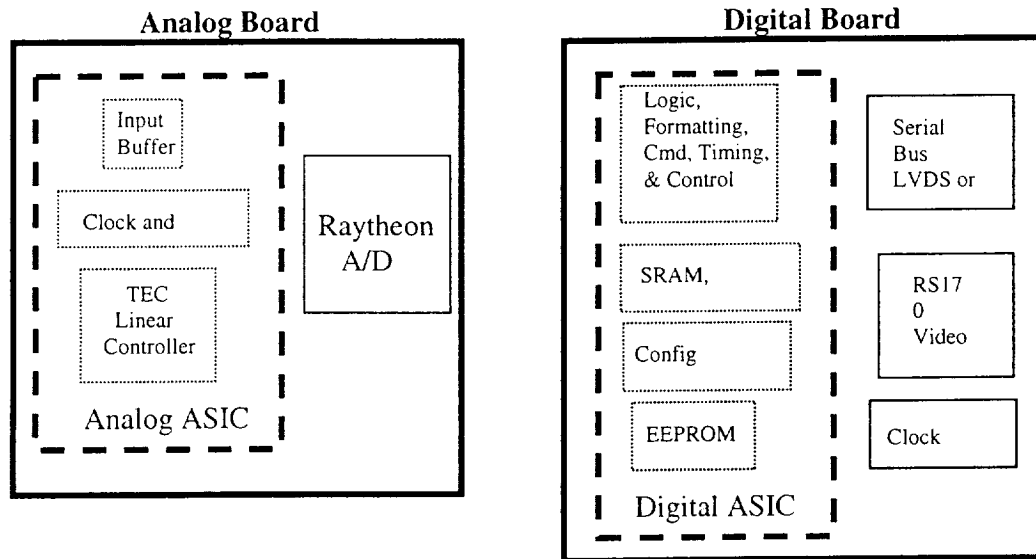 Analog Board
Input
Buffer
Clock and
TEC
Linear
Controller
Analog ASIC
Raytheon
A/D
Digital Board
Logic,
Formatting,
Cmd, Timing,
& Control
SRAM,
Config
EEPROM
Digital ASIC
Serial
Bus
LVDS or
RS17
0
Video
Clock